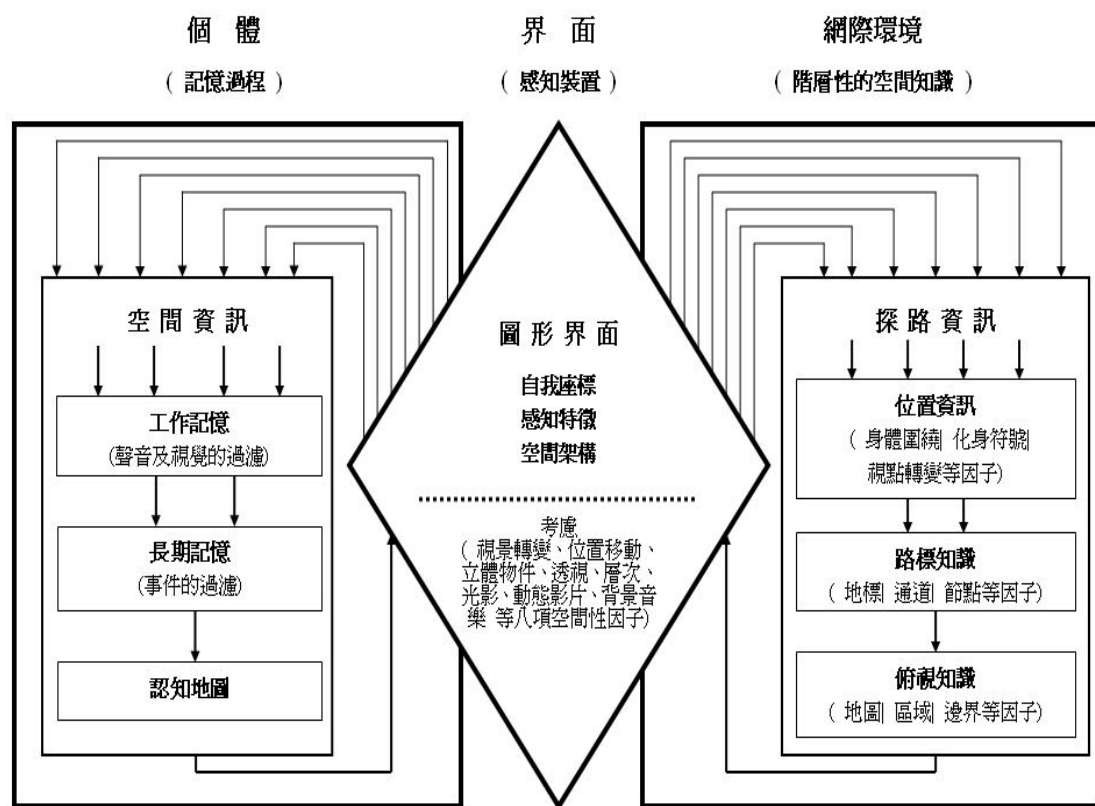 個 體
( 記憶過程 )
界 面
( 感知裝置 )
網際環境
( 階層性的空間知識 )
空 間 資 訊
工作記憶
(聲音及視覺的過濾)
長期記憶
(事件的過濾)
認知地圖
圖 形 界 面
自我座標
感知特徵
空間架構
考慮
( 視景轉變、位置移動、
立體物件、透視、層次、
光影、動態影片、背景音
樂 等八項空間性因子)
探 路 資 訊
位置資訊
( 身體圍繞| 化身符號|
視點轉變等因子)
路標知識
( 地標| 通道| 節點等因子)
俯視知識
( 地圖| 區域| 邊界等因子)